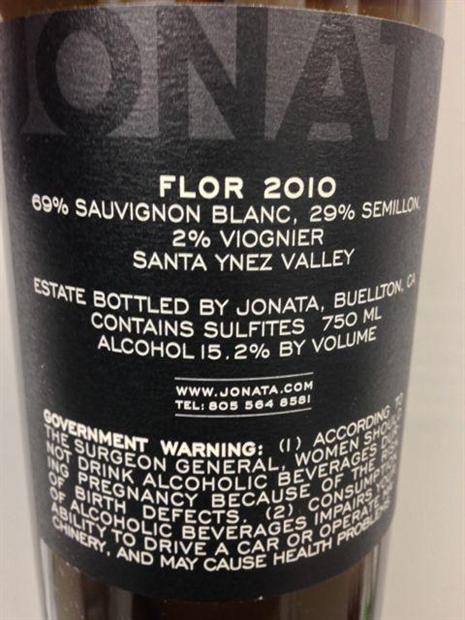 JONATA
FLOR 2010
69% SAUVIGNON BLANC, 29% SEMILLON,
2% VIOGNIER
SANTA YNEZ VALLEY
ESTATE BOTTLED BY JONATA, BUELLTON, CA
CONTAINS SULFITES 750 ML
ALCOHOL 15.2% BY VOLUME
WWW.JONATA.COM
TEL: 805 564 8581
GOVERNMENT WARNING: (1) ACCORDING TO
THE SURGEON GENERAL, WOMEN SHOULD
NOT DRINK ALCOHOLIC BEVERAGES DUR-
ING PREGNANCY BECAUSE OF THE RISK
OF BIRTH DEFECTS. (2) CONSUMPTION
OF ALCOHOLIC BEVERAGES IMPAIRS YOUR
ABILITY TO DRIVE A CAR OR OPERATE MA-
CHINERY, AND MAY CAUSE HEALTH PROBLEMS.